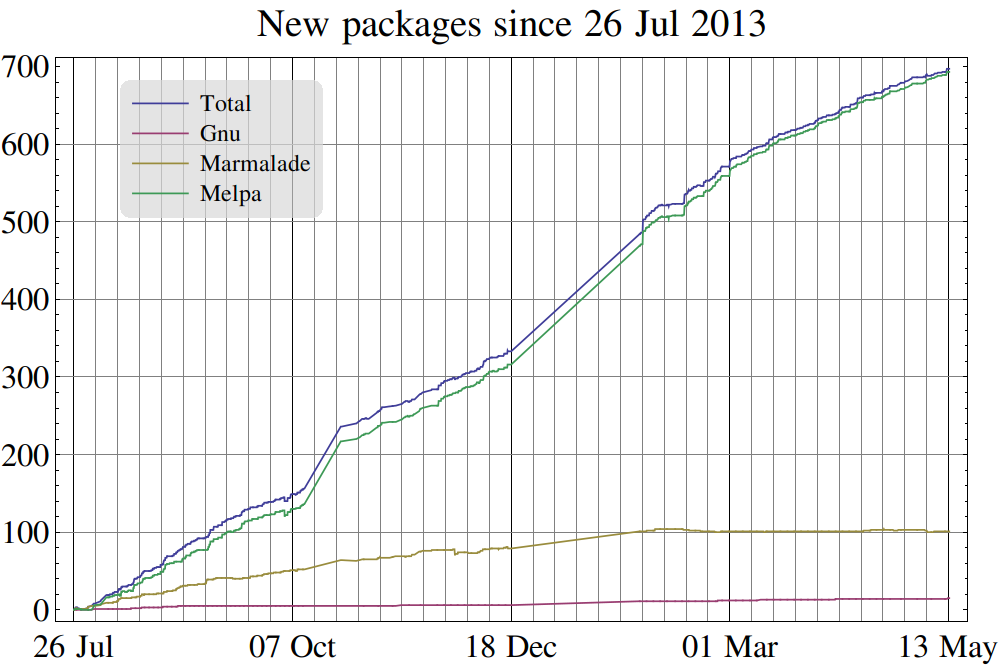 New packages since 26 Jul 2013
700
600
500
400
300
200
100
0
Total
Gnu
Marmalade
Melpa
26 Jul 07 Oct 18 Dec 01 Mar 13 May